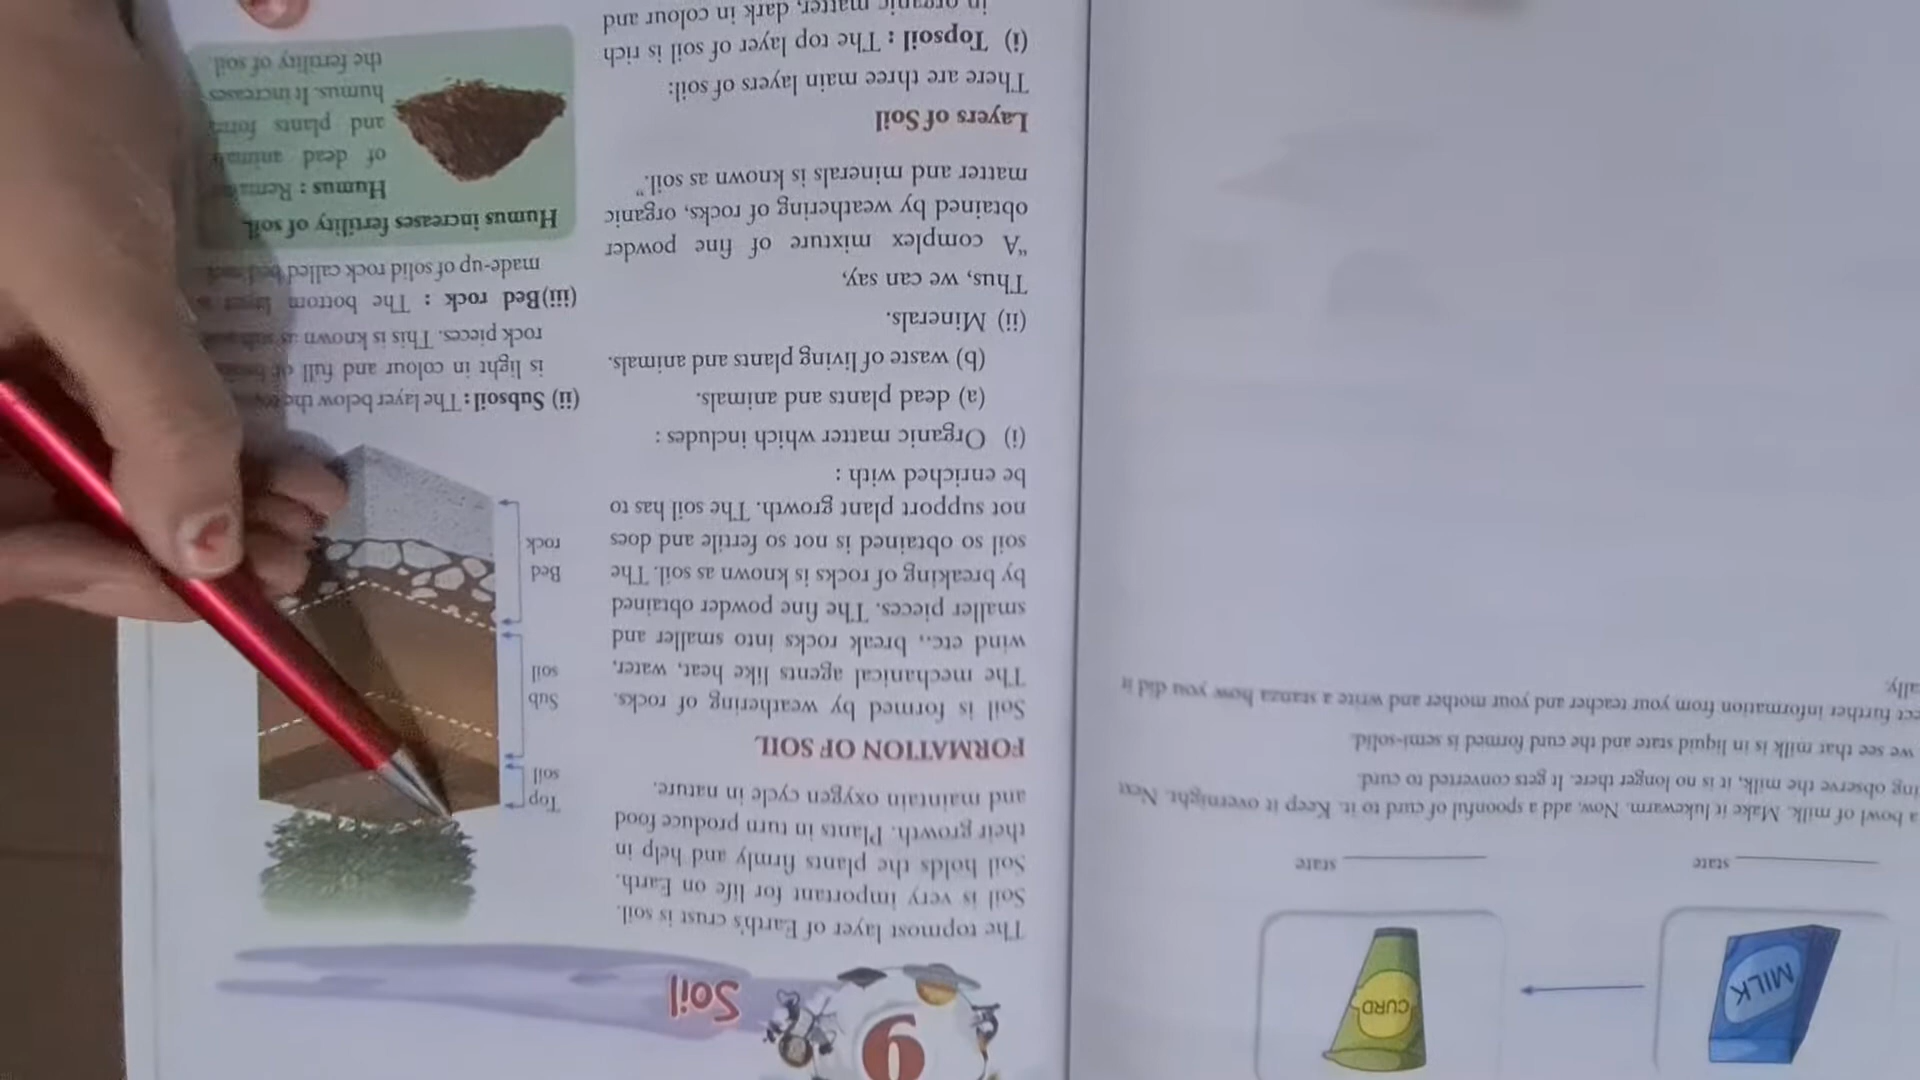 MILK
CURD
state
state
a bowl of milk. Make it lukewarm. Now, add a spoonful of curd to it. Keep it overnight. Next
ing observe the milk, it is no longer there. It gets converted to curd.
we see that milk is in liquid state and the curd formed is semi-solid.
ect further information from your teacher and your mother and write a stanza how you did it
ally.
9
Soil
The topmost layer of Earth's crust is soil.
Soil is very important for life on Earth.
Soil holds the plants firmly and help in
their growth. Plants in turn produce food
and maintain oxygen cycle in nature.
FORMATION OF SOIL
Soil is formed by weathering of rocks.
The mechanical agents like heat, water,
wind etc., break rocks into smaller and
smaller pieces. The fine powder obtained
by breaking of rocks is known as soil. The
soil so obtained is not so fertile and does
not support plant growth. The soil has to
be enriched with :
(i) Organic matter which includes :
(a) dead plants and animals.
(b) waste of living plants and animals.
(ii) Minerals.
Thus, we can say,
“A complex mixture of fine powder
obtained by weathering of rocks, organic
matter and minerals is known as soil.”
Layers of Soil
There are three main layers of soil:
(i) Topsoil : The top layer of soil is rich
in organic matter, dark in colour and
Top
soil
Sub
soil
Bed
rock
(ii) Subsoil : The layer below the
is light in colour and full of
rock pieces. This is known as
(iii) Bed rock : The bottom layer
made-up of solid rock called
Humus increases fertility of soil.
Humus :
of dead
and plants
humus. It increases
the fertility of soil.